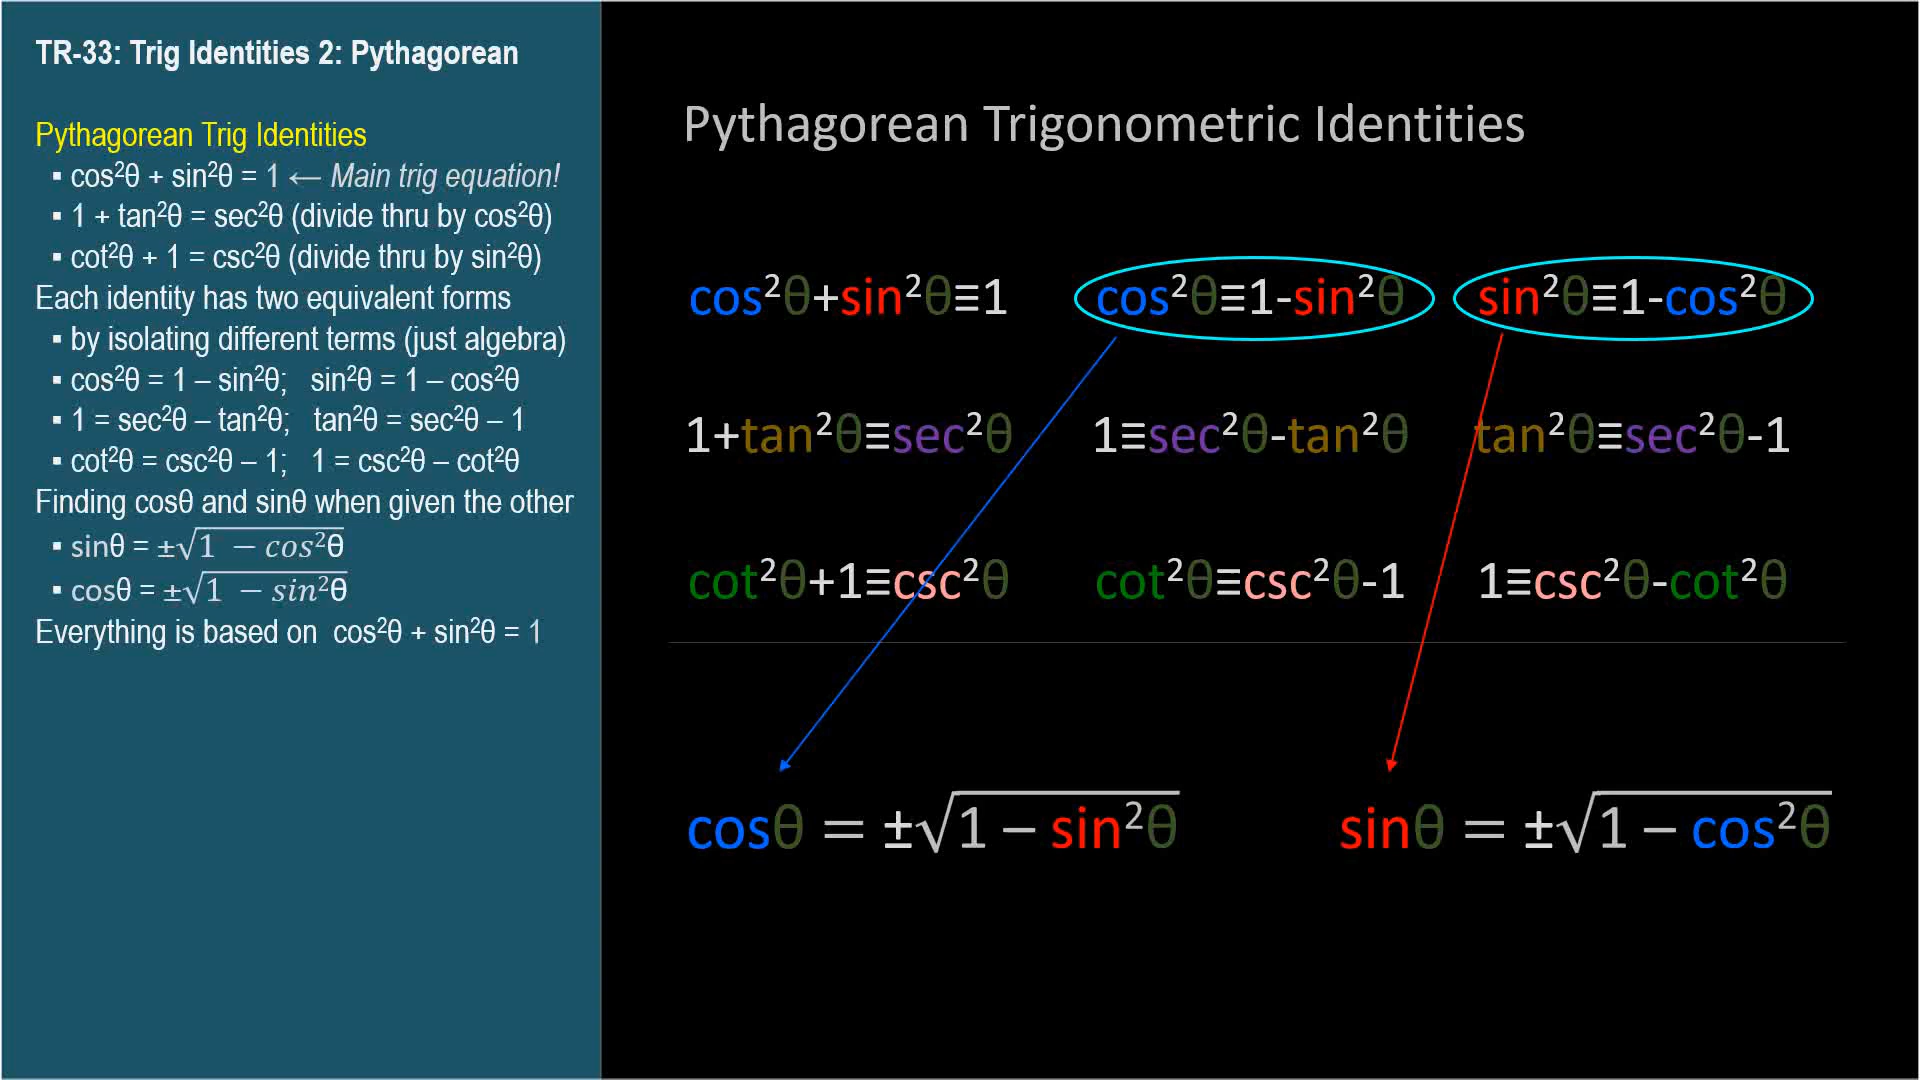 TR-33: Trig Identities 2: Pythagorean
Pythagorean Trig Identities
▪ cos²θ + sin²θ = 1 ← Main trig equation!
▪ 1 + tan²θ = sec²θ (divide thru by cos²θ)
▪ cot²θ + 1 = csc²θ (divide thru by sin²θ)
Each identity has two equivalent forms
▪ by isolating different terms (just algebra)
▪ cos²θ = 1 – sin²θ; sin²θ = 1 – cos²θ
▪ 1 = sec²θ – tan²θ; tan²θ = sec²θ – 1
▪ cot²θ = csc²θ – 1; 1 = csc²θ – cot²θ
Finding cosθ and sinθ when given the other
▪ sinθ = ±√(1 − cos²θ)
▪ cosθ = ±√(1 − sin²θ)
Everything is based on cos²θ + sin²θ = 1
Pythagorean Trigonometric Identities
cos²θ+sin²θ≡1 cos²θ≡1-sin²θ sin²θ≡1-cos²θ
1+tan²θ≡sec²θ 1≡sec²θ-tan²θ tan²θ≡sec²θ-1
cot²θ+1≡csc²θ cot²θ≡csc²θ-1 1≡csc²θ-cot²θ
cosθ = ±√(1 − sin²θ) sinθ = ±√(1 − cos²θ)